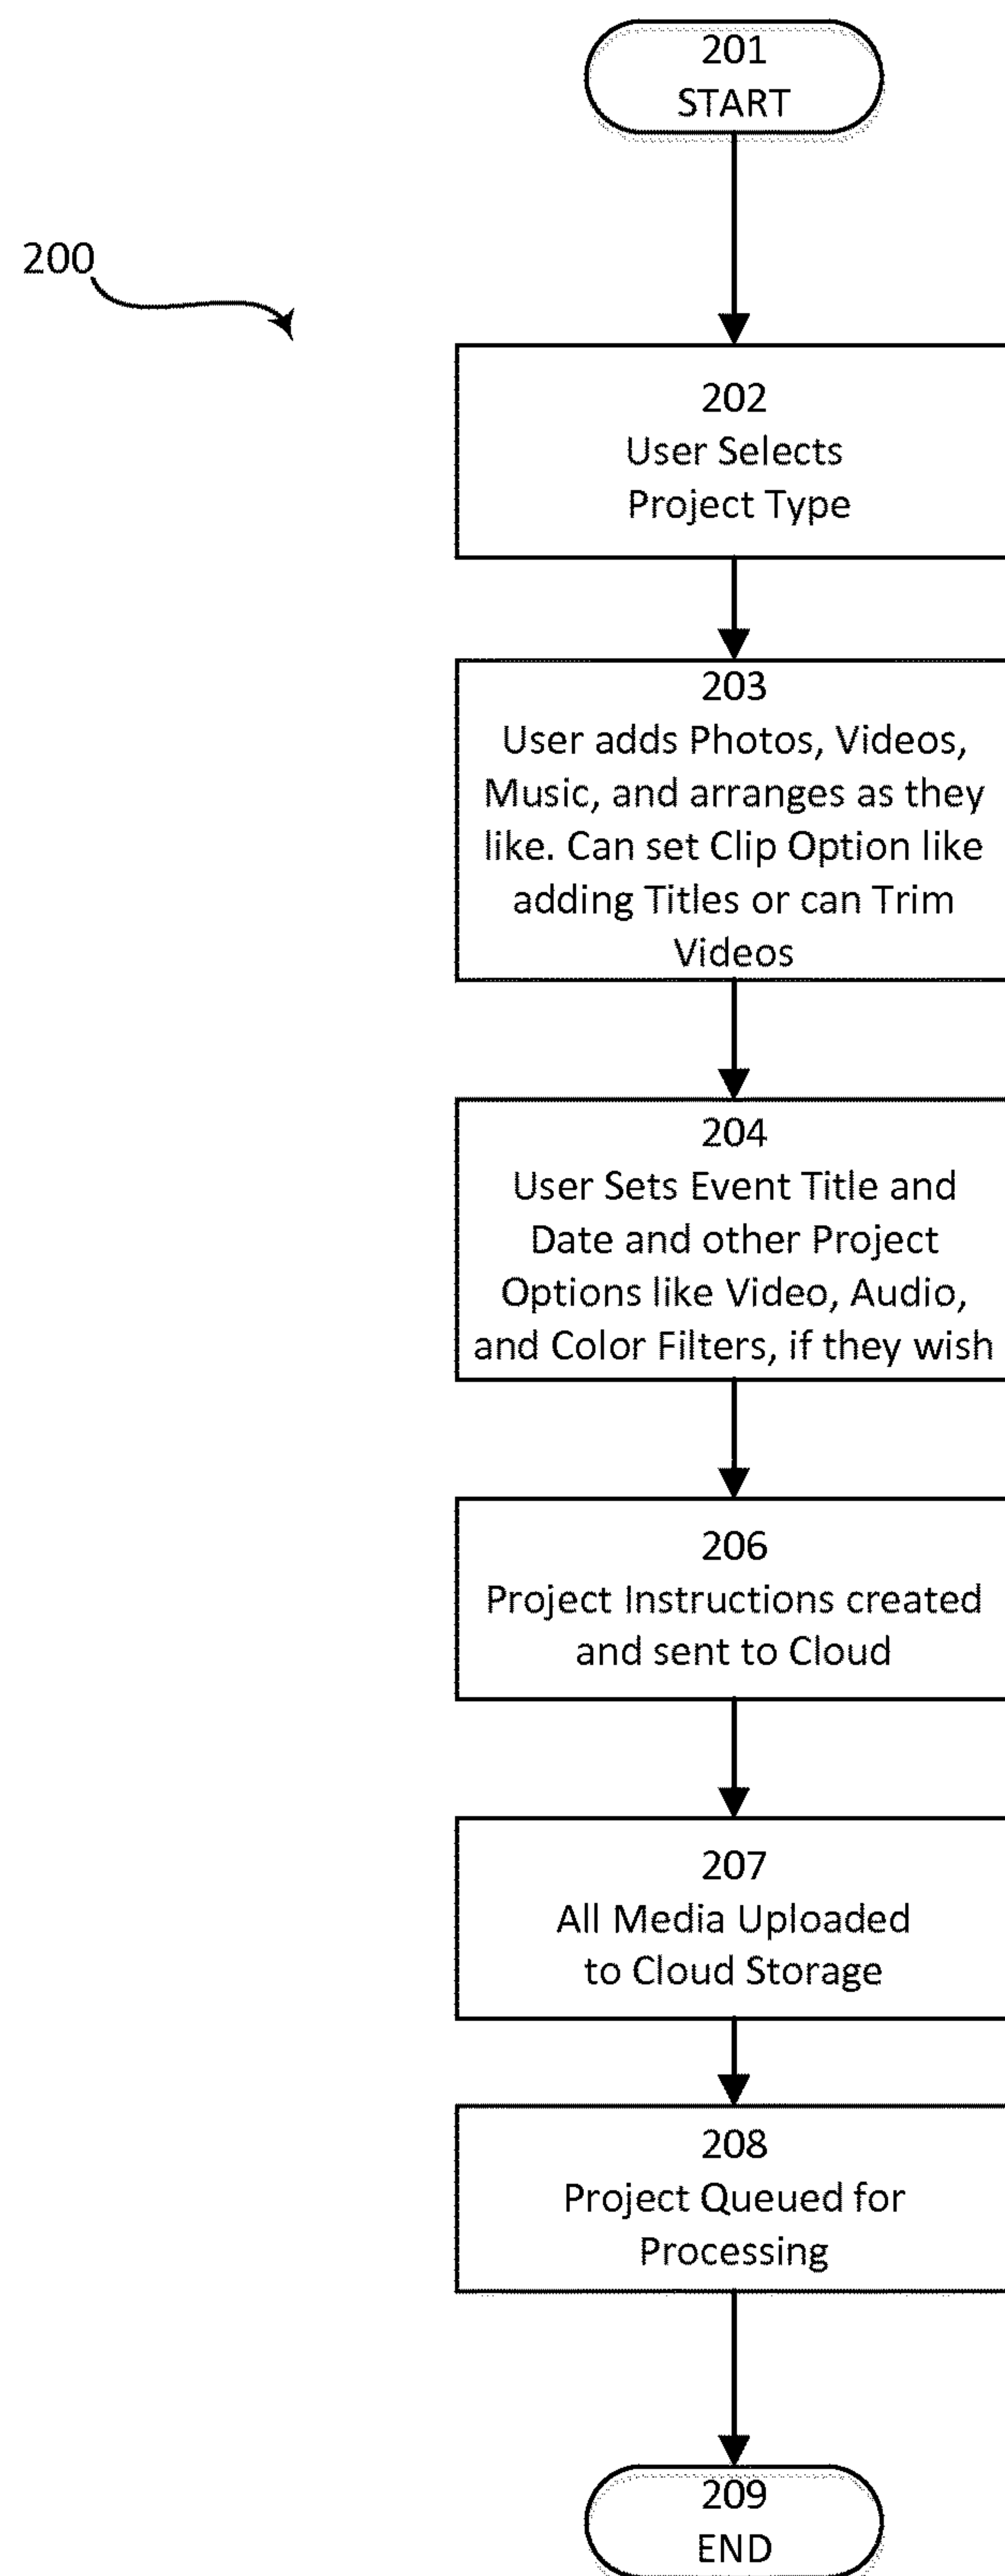 201
START
200
202
User Selects
Project Type
203
User adds Photos, Videos,
Music, and arranges as they
like. Can set Clip Option like
adding Titles or can Trim
Videos
204
User Sets Event Title and
Date and other Project
Options like Video, Audio,
and Color Filters, if they wish
206
Project Instructions created
and sent to Cloud
207
All Media Uploaded
to Cloud Storage
208
Project Queued for
Processing
209
END